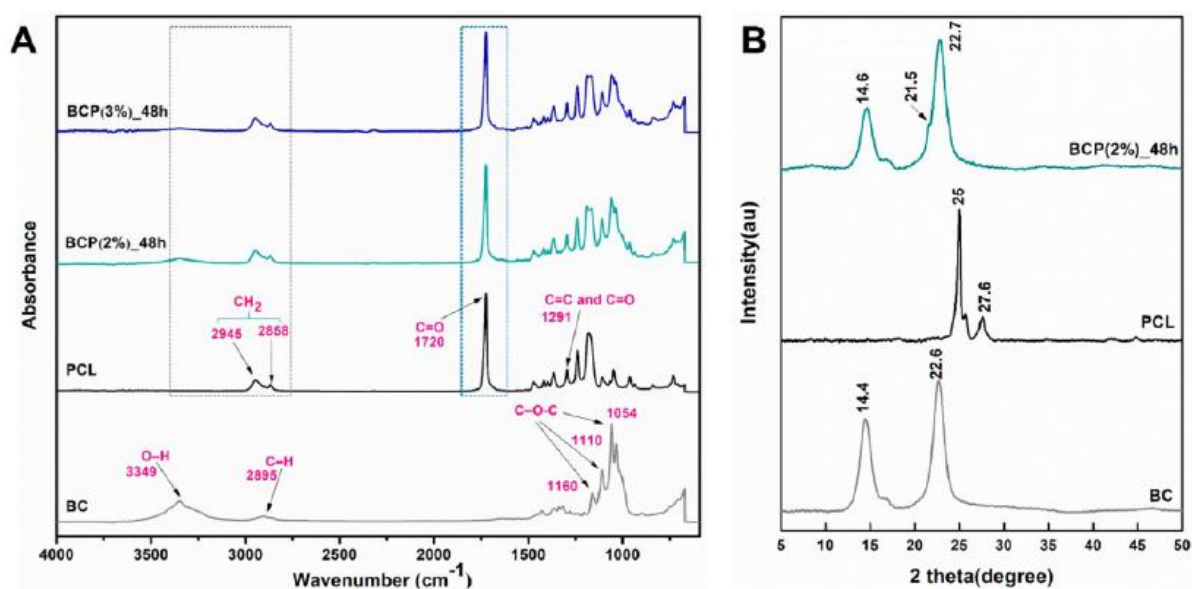 A
Absorbance
BCP(3%)_48h
BCP(2%)_48h
PCL
BC
CH2
2945
2858
C=O
1720
C=C and C=O
1291
O–H
3349
C–H
2895
C–O-C
1054
1110
1160
4000 3500 3000 2500 2000 1500 1000
Wavenumber (cm-1)
B
Intensity(au)
22.7
21.5
14.6
BCP(2%)_48h
25
27.6
PCL
22.6
14.4
BC
5 10 15 20 25 30 35 40 45 50
2 theta(degree)